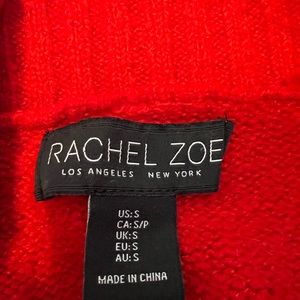 RACHEL ZOE
LOS ANGELES NEW YORK
US: S
CA: S/P
UK: S
EU: S
AU: S
MADE IN CHINA